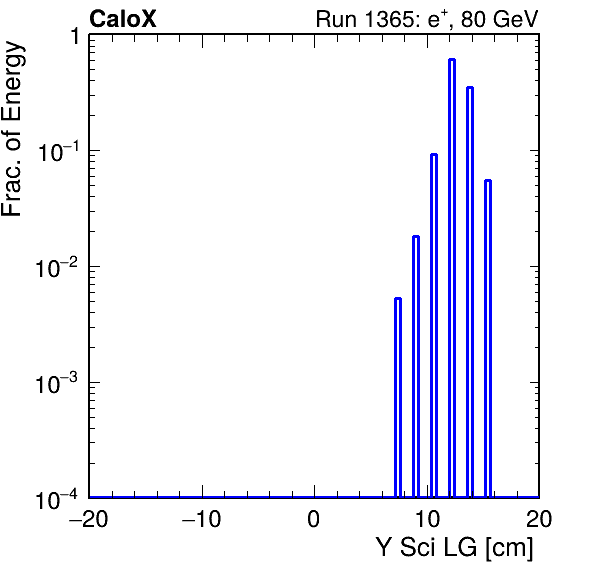 CaloX Run 1365: e⁺, 80 GeV
Frac. of Energy
1
10⁻¹
10⁻²
10⁻³
10⁻⁴
−20 −10 0 10 20
Y Sci LG [cm]